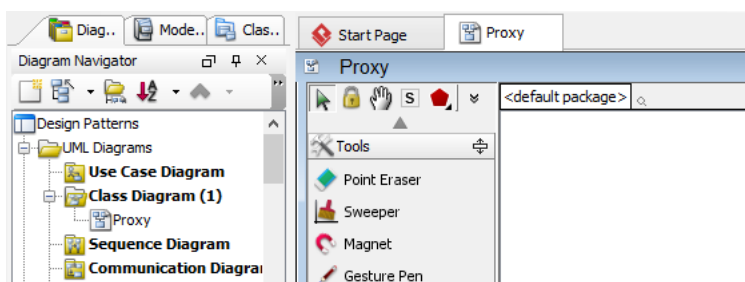 Diag..
Mode..
Clas..
Start Page
Proxy
Diagram Navigator
Proxy
S
<default package>
Design Patterns
UML Diagrams
Use Case Diagram
Class Diagram (1)
Proxy
Sequence Diagram
Communication Diagra
Tools
Point Eraser
Sweeper
Magnet
Gesture Pen